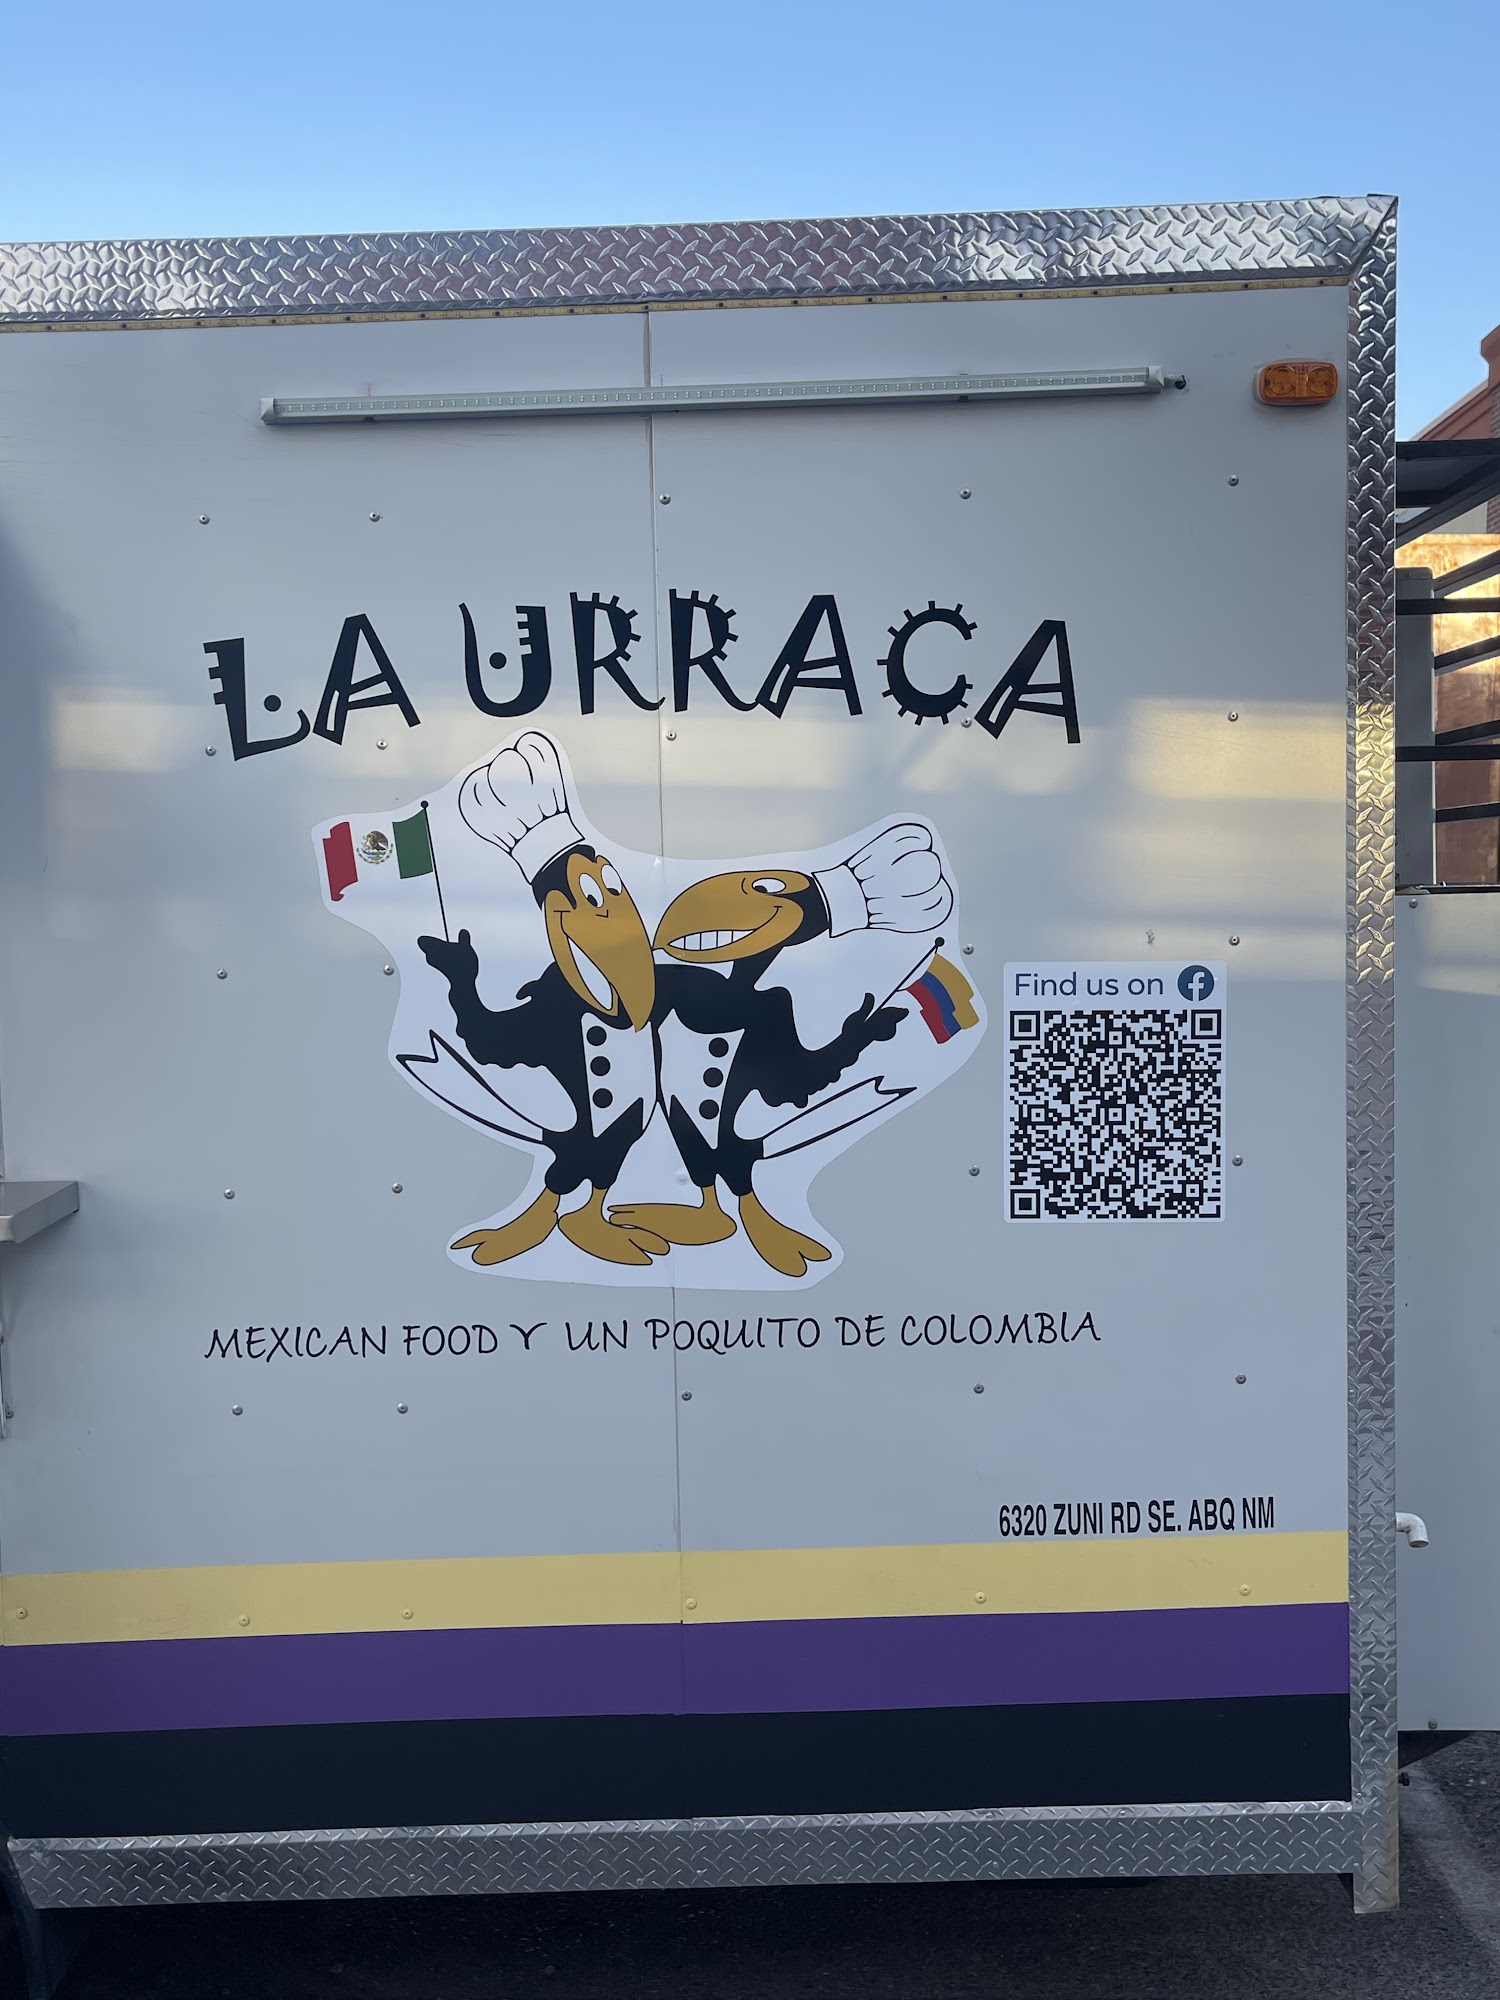 LA URRACA
Find us on
MEXICAN FOOD Y UN POQUITO DE COLOMBIA
6320 ZUNI RD SE. ABQ NM